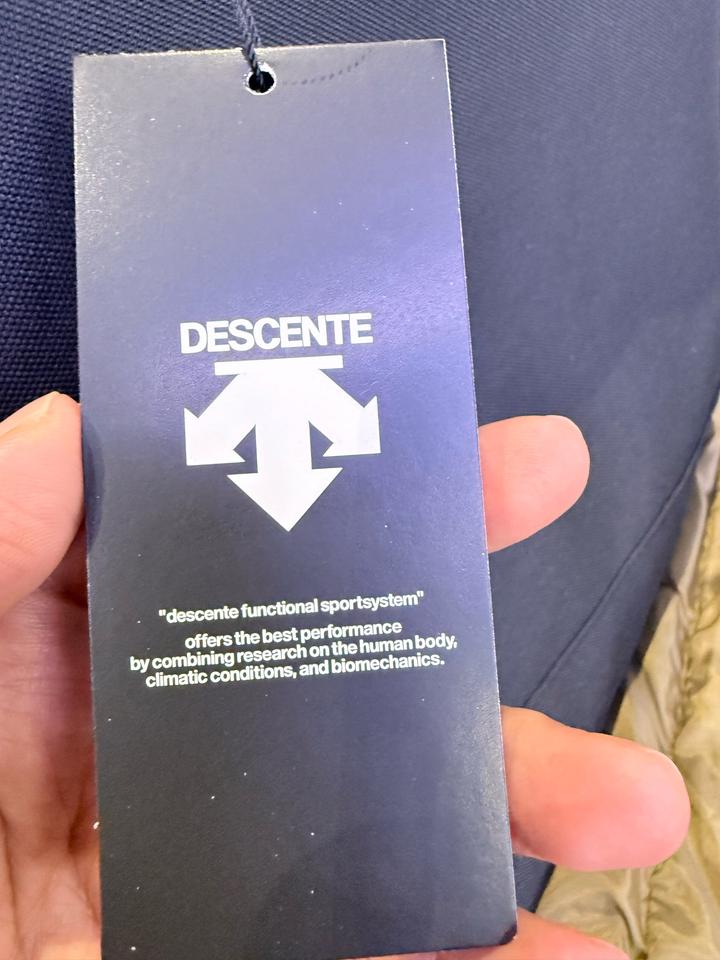 DESCENTE
"descente functional sportsystem"
offers the best performance
by combining research on the human body,
climatic conditions, and biomechanics.